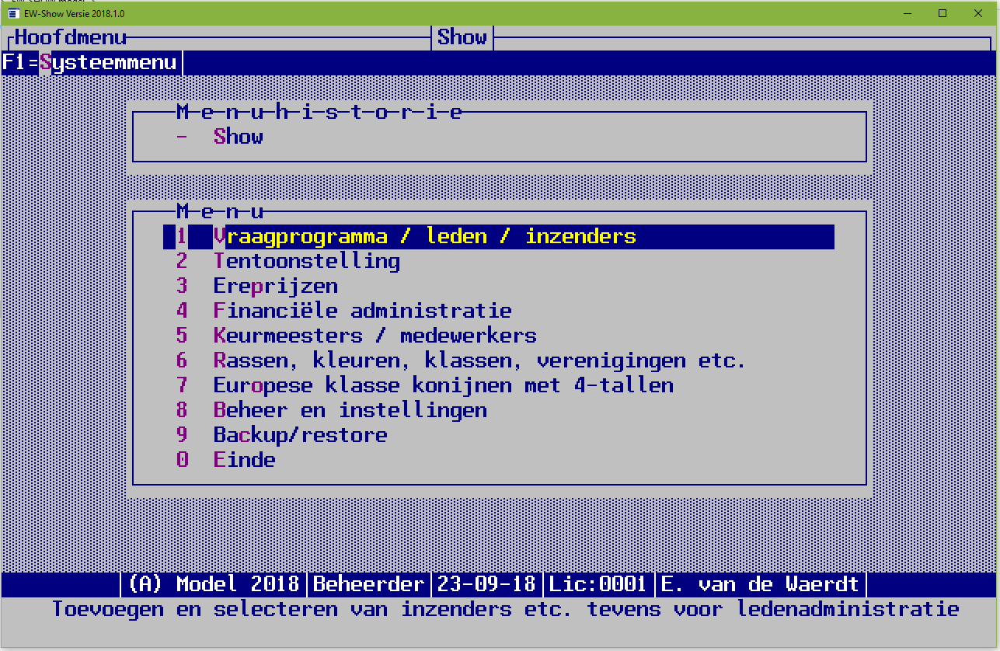 EW-Show Versie 2018.1.0
Hoofdmenu Show
F1=Systeemmenu
Menuhistorie
- Show
Menu
1 Vraagprogramma / leden / inzenders
2 Tentoonstelling
3 Ereprijzen
4 Financiële administratie
5 Keurmeesters / medewerkers
6 Rassen, kleuren, klassen, verenigingen etc.
7 Europese klasse konijnen met 4-tallen
8 Beheer en instellingen
9 Backup/restore
0 Einde
(A) Model 2018 Beheerder 23-09-18 Lic:0001 E. van de Waerdt
Toevoegen en selecteren van inzenders etc. tevens voor ledenadministratie